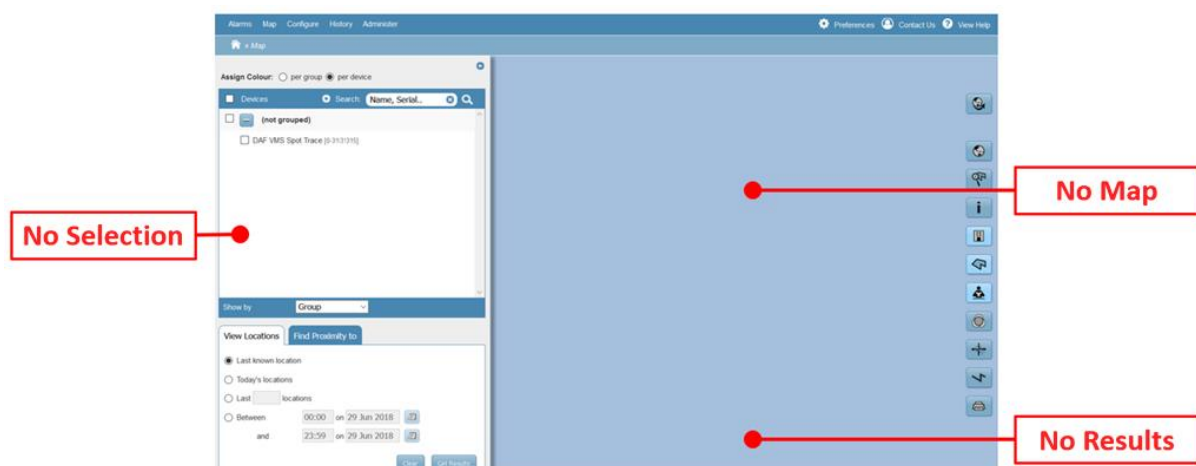 Alarms Map Configure History Administer Preferences Contact Us View Help
» Map
Assign Colour: per group per device
Devices Search: Name, Serial..
(not grouped)
DAF VMS Spot Trace
No Map
No Selection
Show by Group
View Locations Find Proximity to
Last known location
Today's locations
Last locations
Between 00:00 on 29 Jun 2018
and 23:59 on 29 Jun 2018
No Results
Clear Get Results